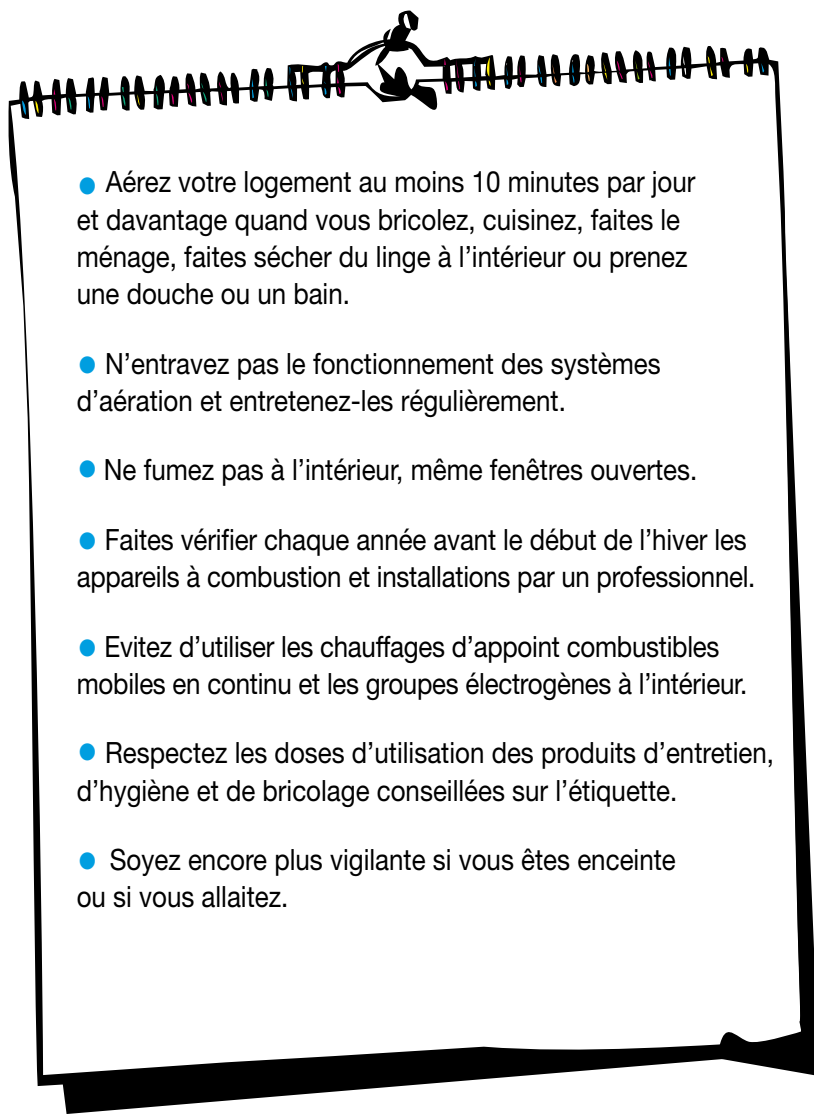 ● Aérez votre logement au moins 10 minutes par jour
et davantage quand vous bricolez, cuisinez, faites le
ménage, faites sécher du linge à l’intérieur ou prenez
une douche ou un bain.
● N’entravez pas le fonctionnement des systèmes
d’aération et entretenez-les régulièrement.
● Ne fumez pas à l’intérieur, même fenêtres ouvertes.
● Faites vérifier chaque année avant le début de l’hiver les
appareils à combustion et installations par un professionnel.
● Evitez d’utiliser les chauffages d’appoint combustibles
mobiles en continu et les groupes électrogènes à l’intérieur.
● Respectez les doses d’utilisation des produits d’entretien,
d’hygiène et de bricolage conseillées sur l’étiquette.
● Soyez encore plus vigilante si vous êtes enceinte
ou si vous allaitez.